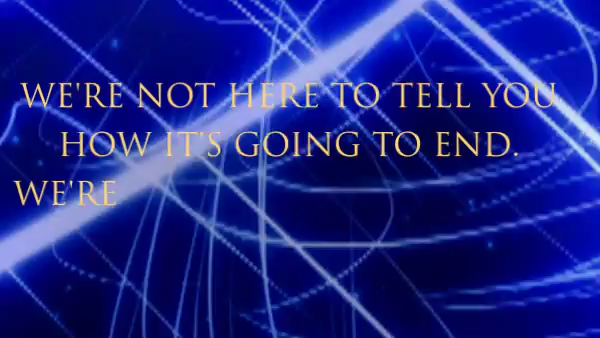 WE'RE NOT HERE TO TELL YOU
HOW IT'S GOING TO END.
WE'RE